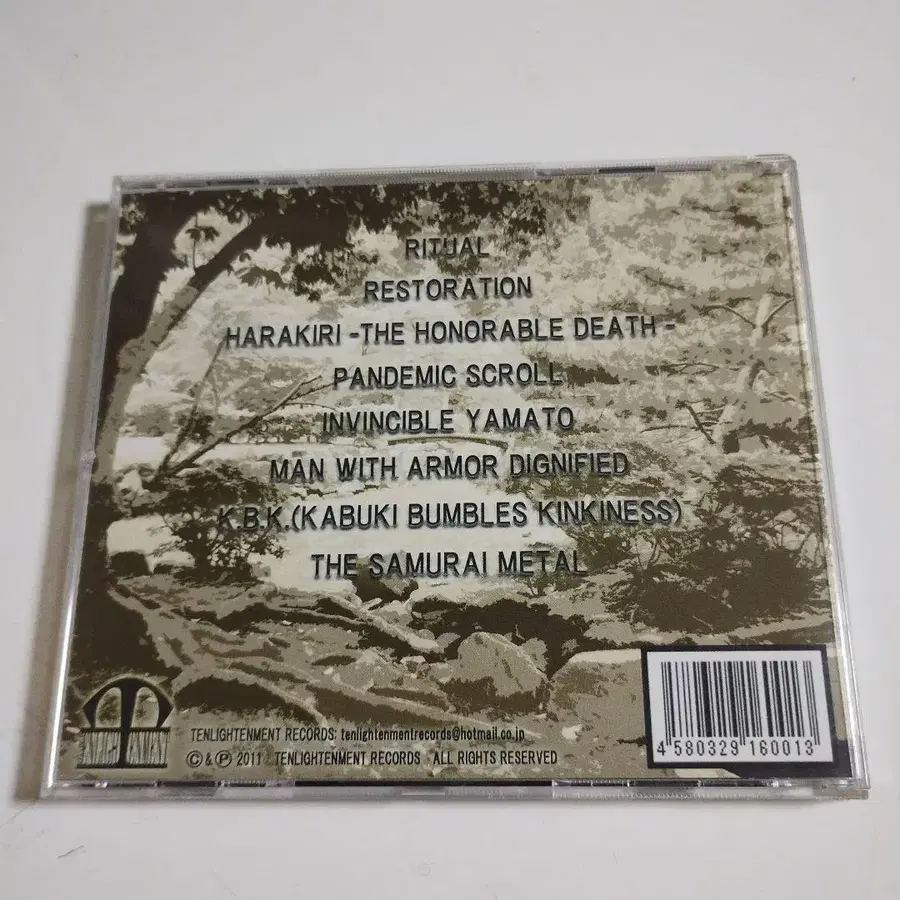 RITUAL
RESTORATION
HARAKIRI -THE HONORABLE DEATH -
PANDEMIC SCROLL
INVINCIBLE YAMATO
MAN WITH ARMOR DIGNIFIED
K.B.K.(KABUKI BUMBLES KINKINESS)
THE SAMURAI METAL
TENLIGHTENMENT
TENLIGHTENMENT RECORDS: tenlightenmentrecords@hotmail.co.jp
© & ℗ 2011 TENLIGHTENMENT RECORDS ALL RIGHTS RESERVED
4 580329 160013